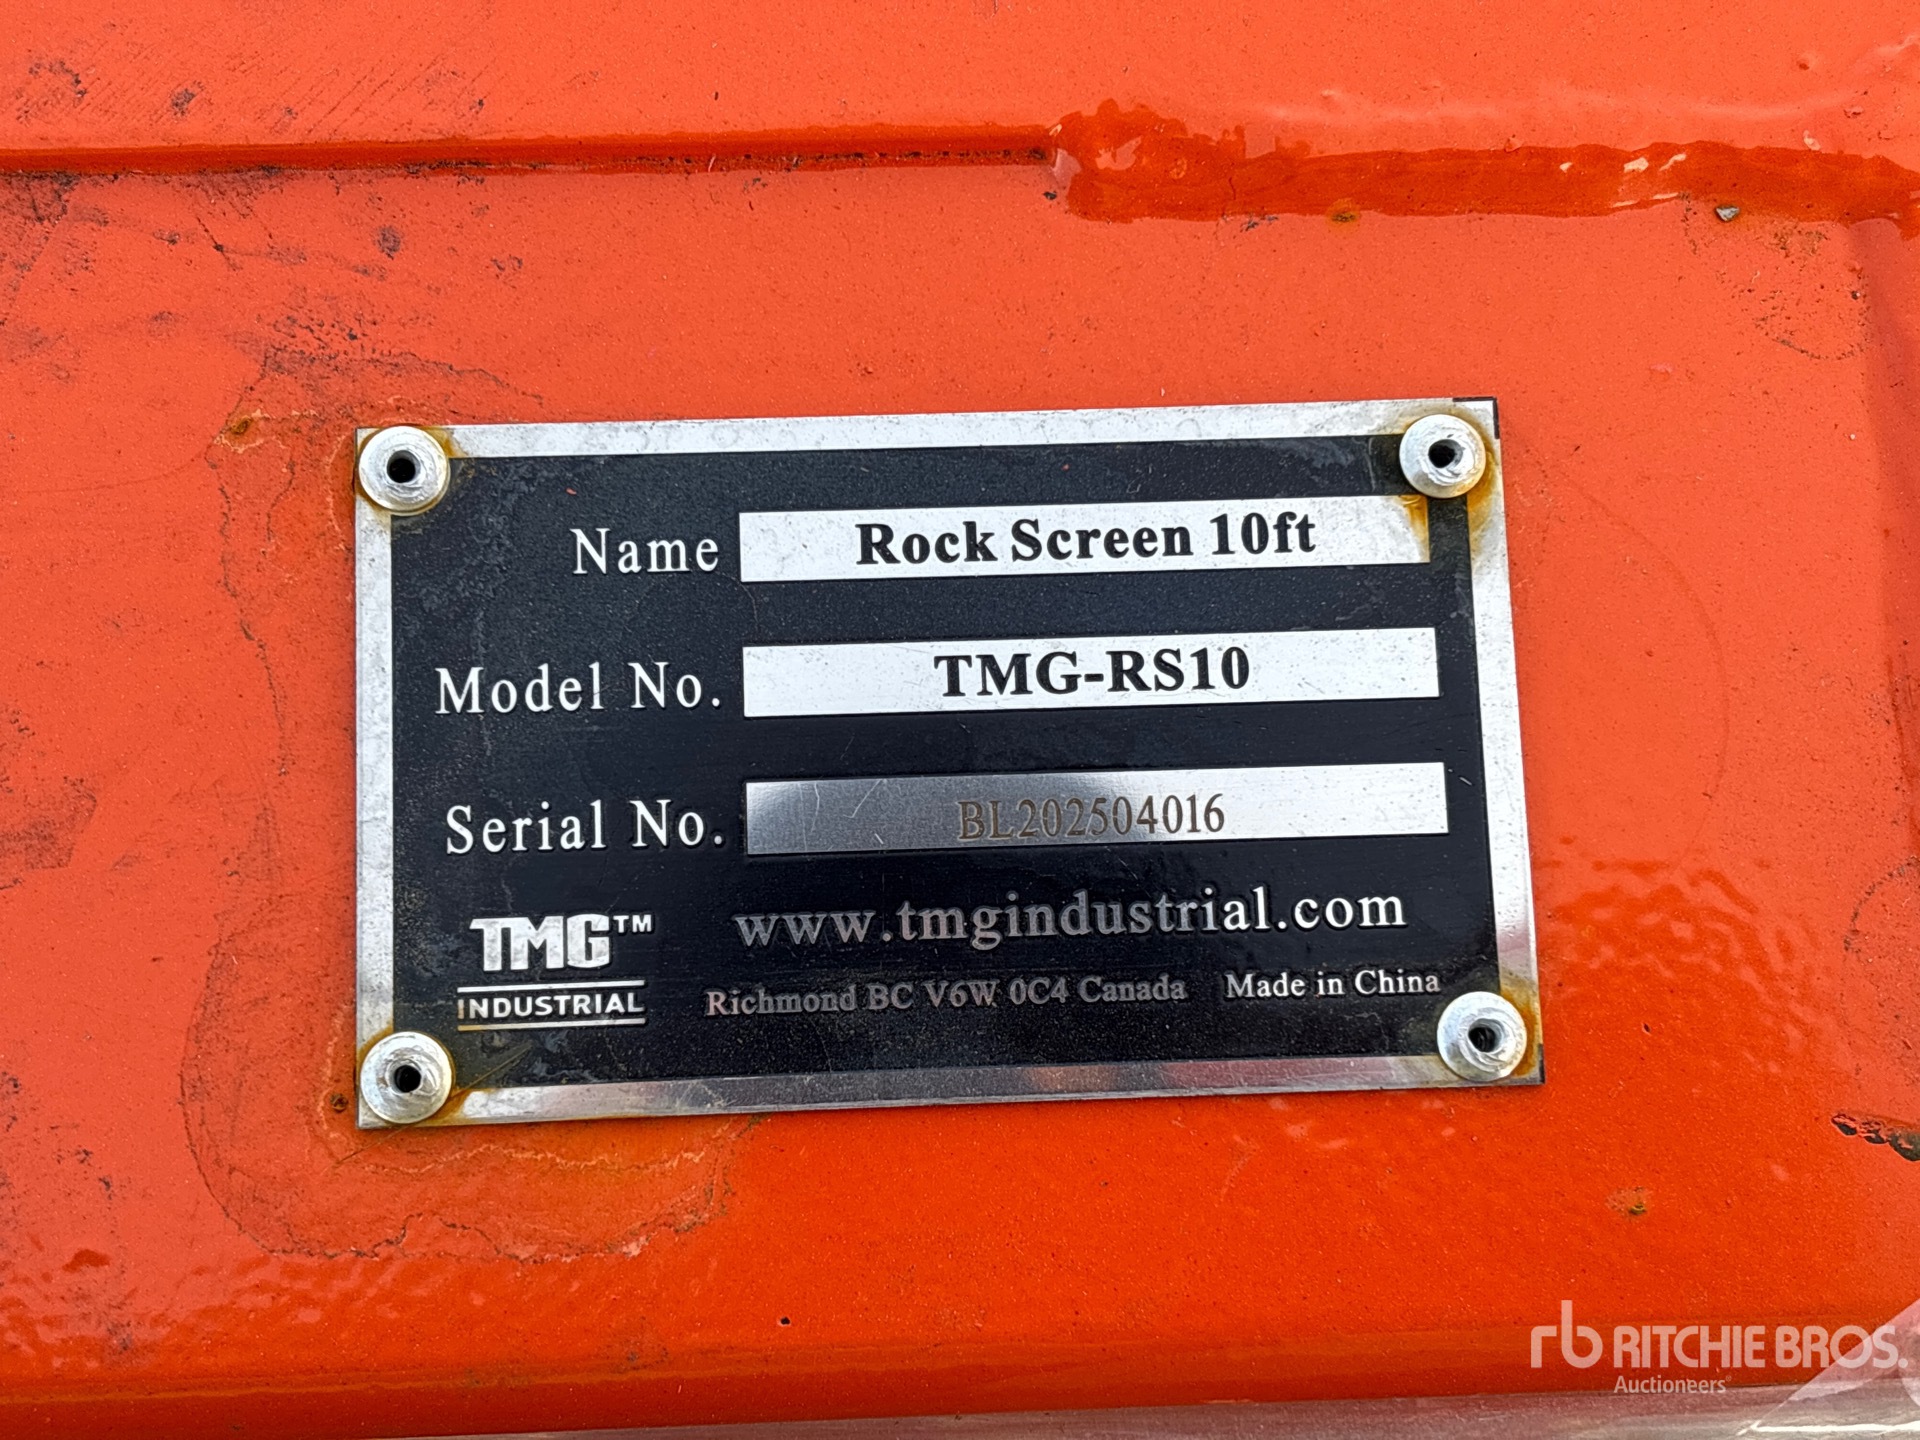 Name Rock Screen 10ft
Model No. TMG-RS10
Serial No. BL202504016
TMG™ www.tmgindustrial.com
INDUSTRIAL Richmond BC V6W 0C4 Canada Made in China
rb RITCHIE BROS.
Auctioneers